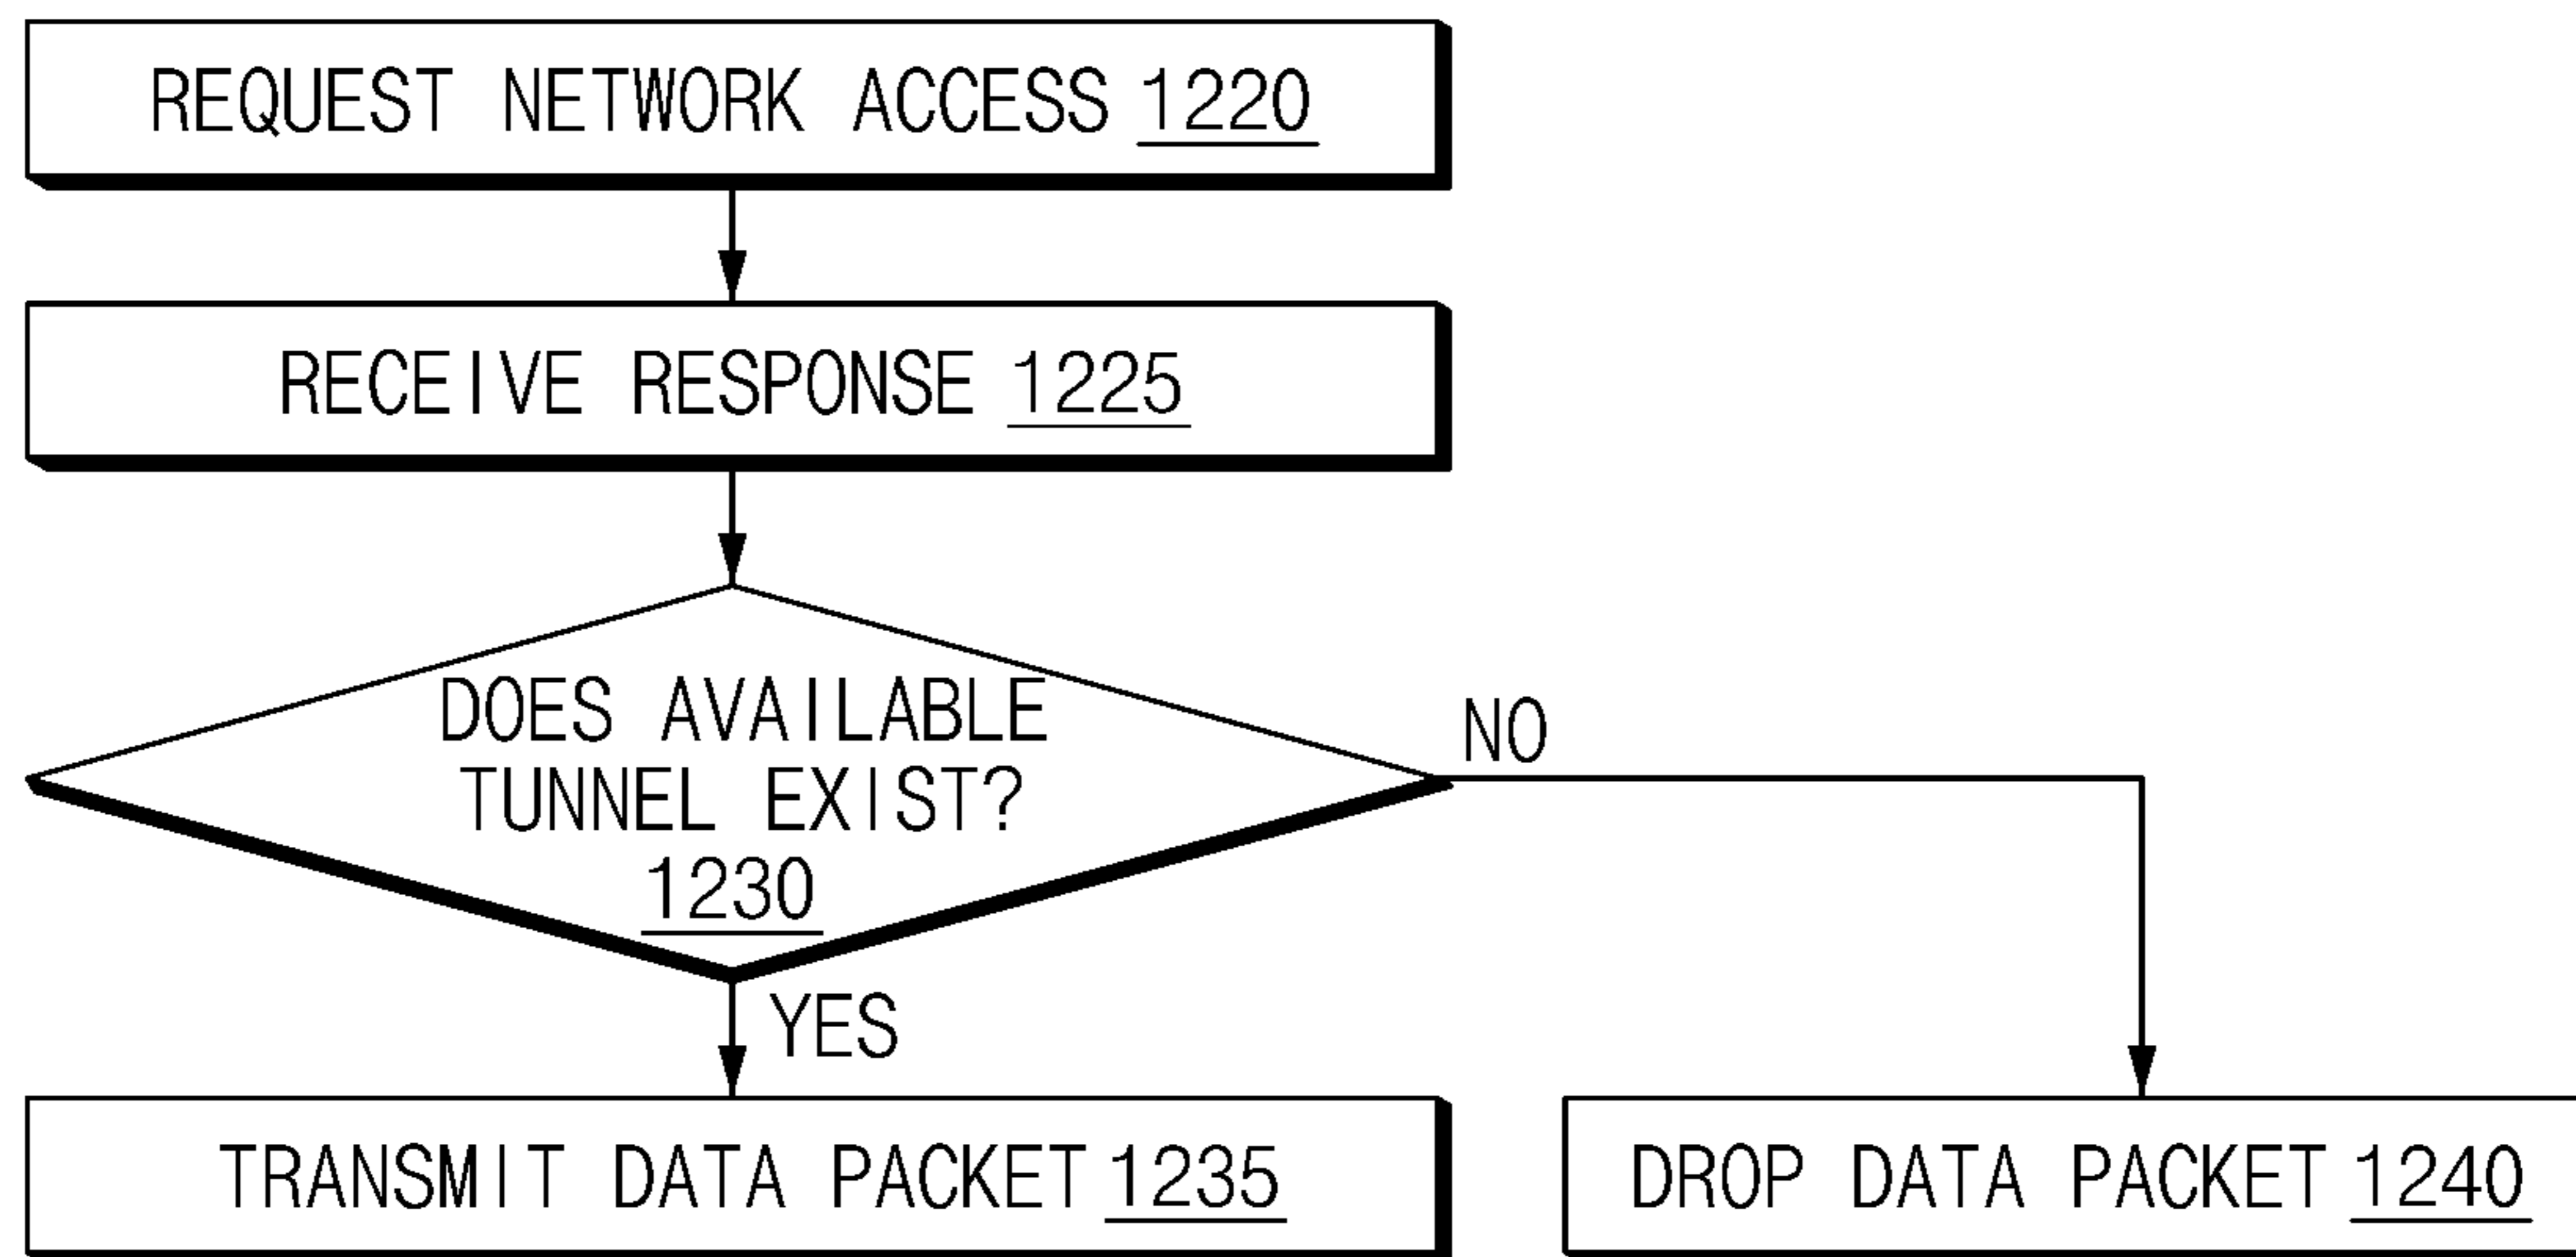 REQUEST NETWORK ACCESS 1220
RECEIVE RESPONSE 1225
DOES AVAILABLE
TUNNEL EXIST?
1230
NO
YES
TRANSMIT DATA PACKET 1235
DROP DATA PACKET 1240